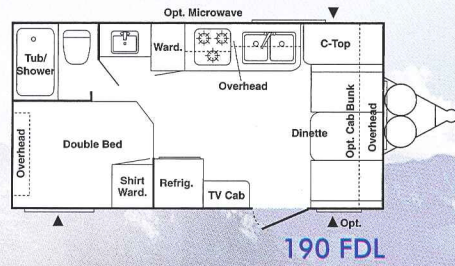 Opt. Microwave
Tub/
Shower
Ward.
C-Top
Overhead
Overhead
Double Bed
Dinette
Opt. Cab Bunk
Overhead
Shirt
Ward.
Refrig.
TV Cab
Opt.
190 FDL